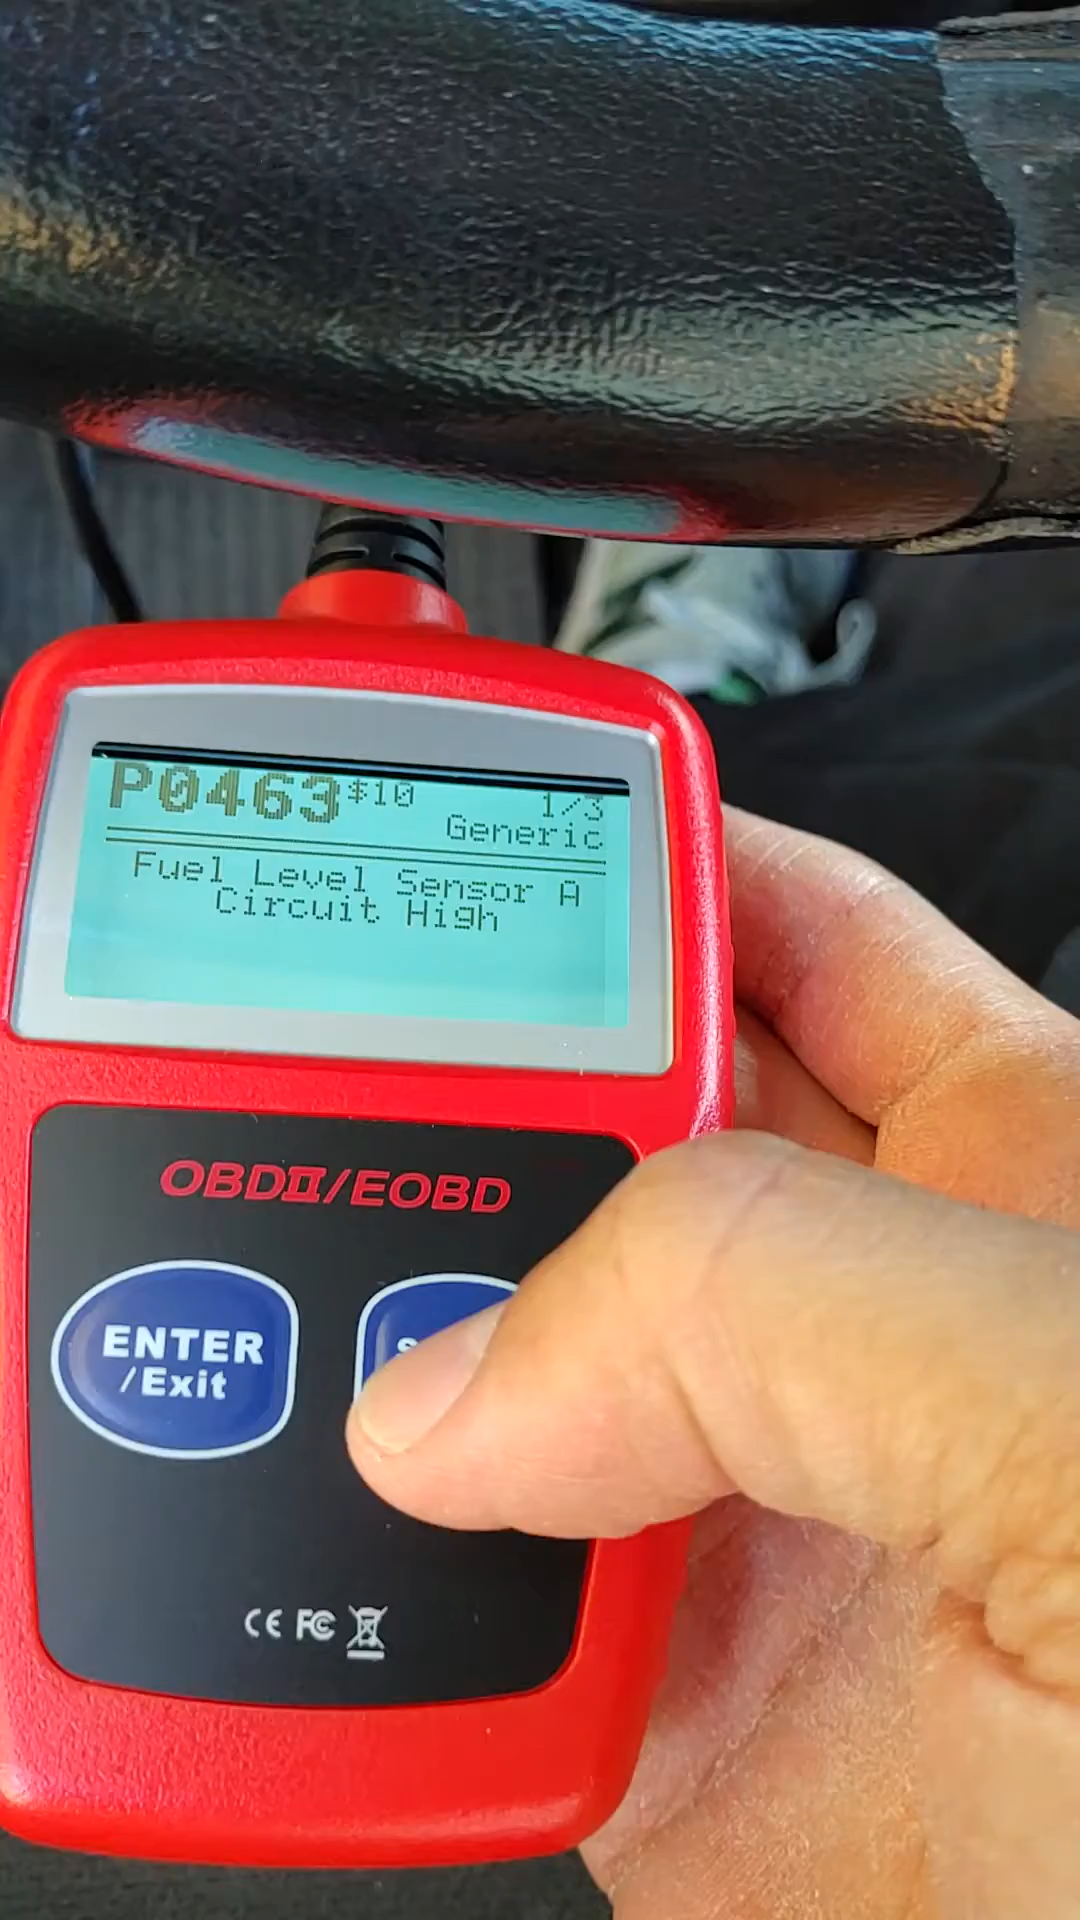 P0463 $10 1/3
Generic
Fuel Level Sensor A
Circuit High
OBDII/EOBD
ENTER
/Exit
CE FC